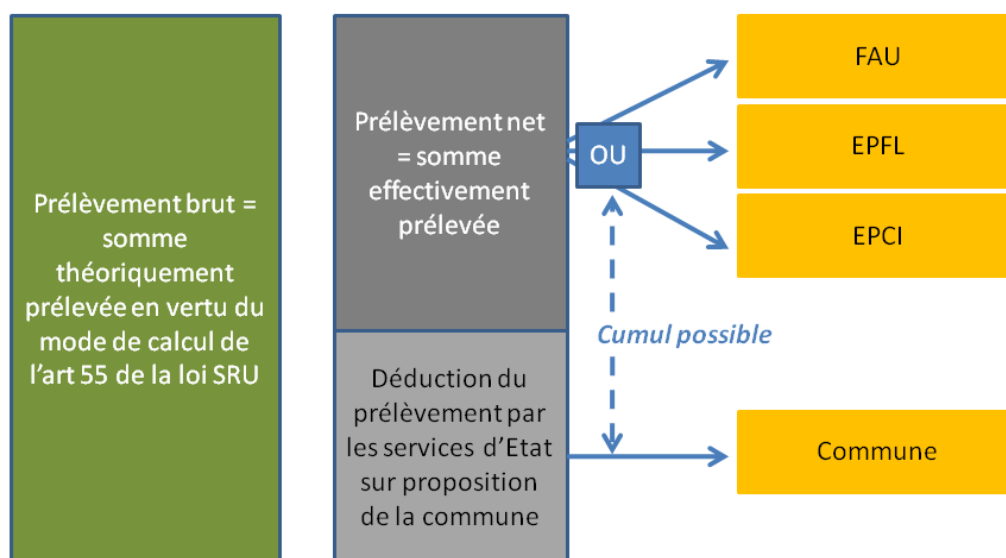 Prélèvement brut =
somme
théoriquement
prélevée en vertu du
mode de calcul de
l'art 55 de la loi SRU
Prélèvement net
= somme
effectivement
prélevée
Déduction du
prélèvement par
les services d'Etat
sur proposition
de la commune
OU
Cumul possible
FAU
EPFL
EPCI
Commune